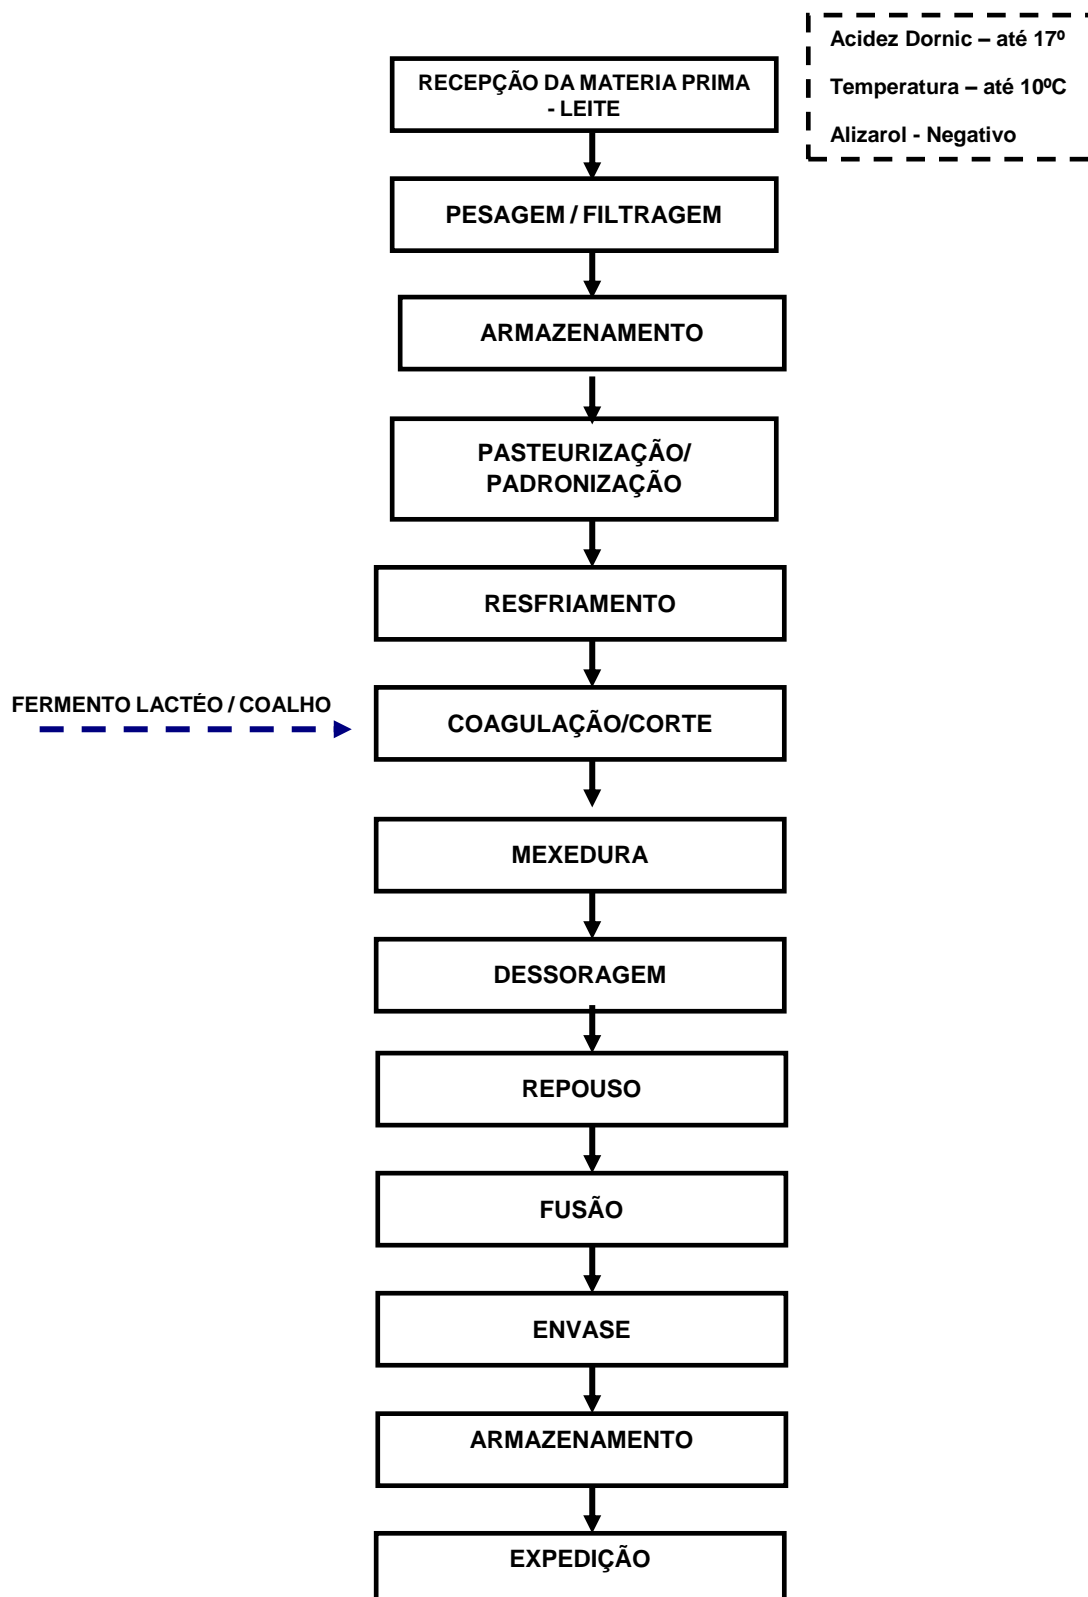 Acidez Dornic – até 17º
Temperatura – até 10ºC
Alizarol - Negativo
RECEPÇÃO DA MATERIA PRIMA
- LEITE
PESAGEM / FILTRAGEM
ARMAZENAMENTO
PASTEURIZAÇÃO/
PADRONIZAÇÃO
RESFRIAMENTO
FERMENTO LACTÉO / COALHO
COAGULAÇÃO/CORTE
MEXEDURA
DESSORAGEM
REPOUSO
FUSÃO
ENVASE
ARMAZENAMENTO
EXPEDIÇÃO